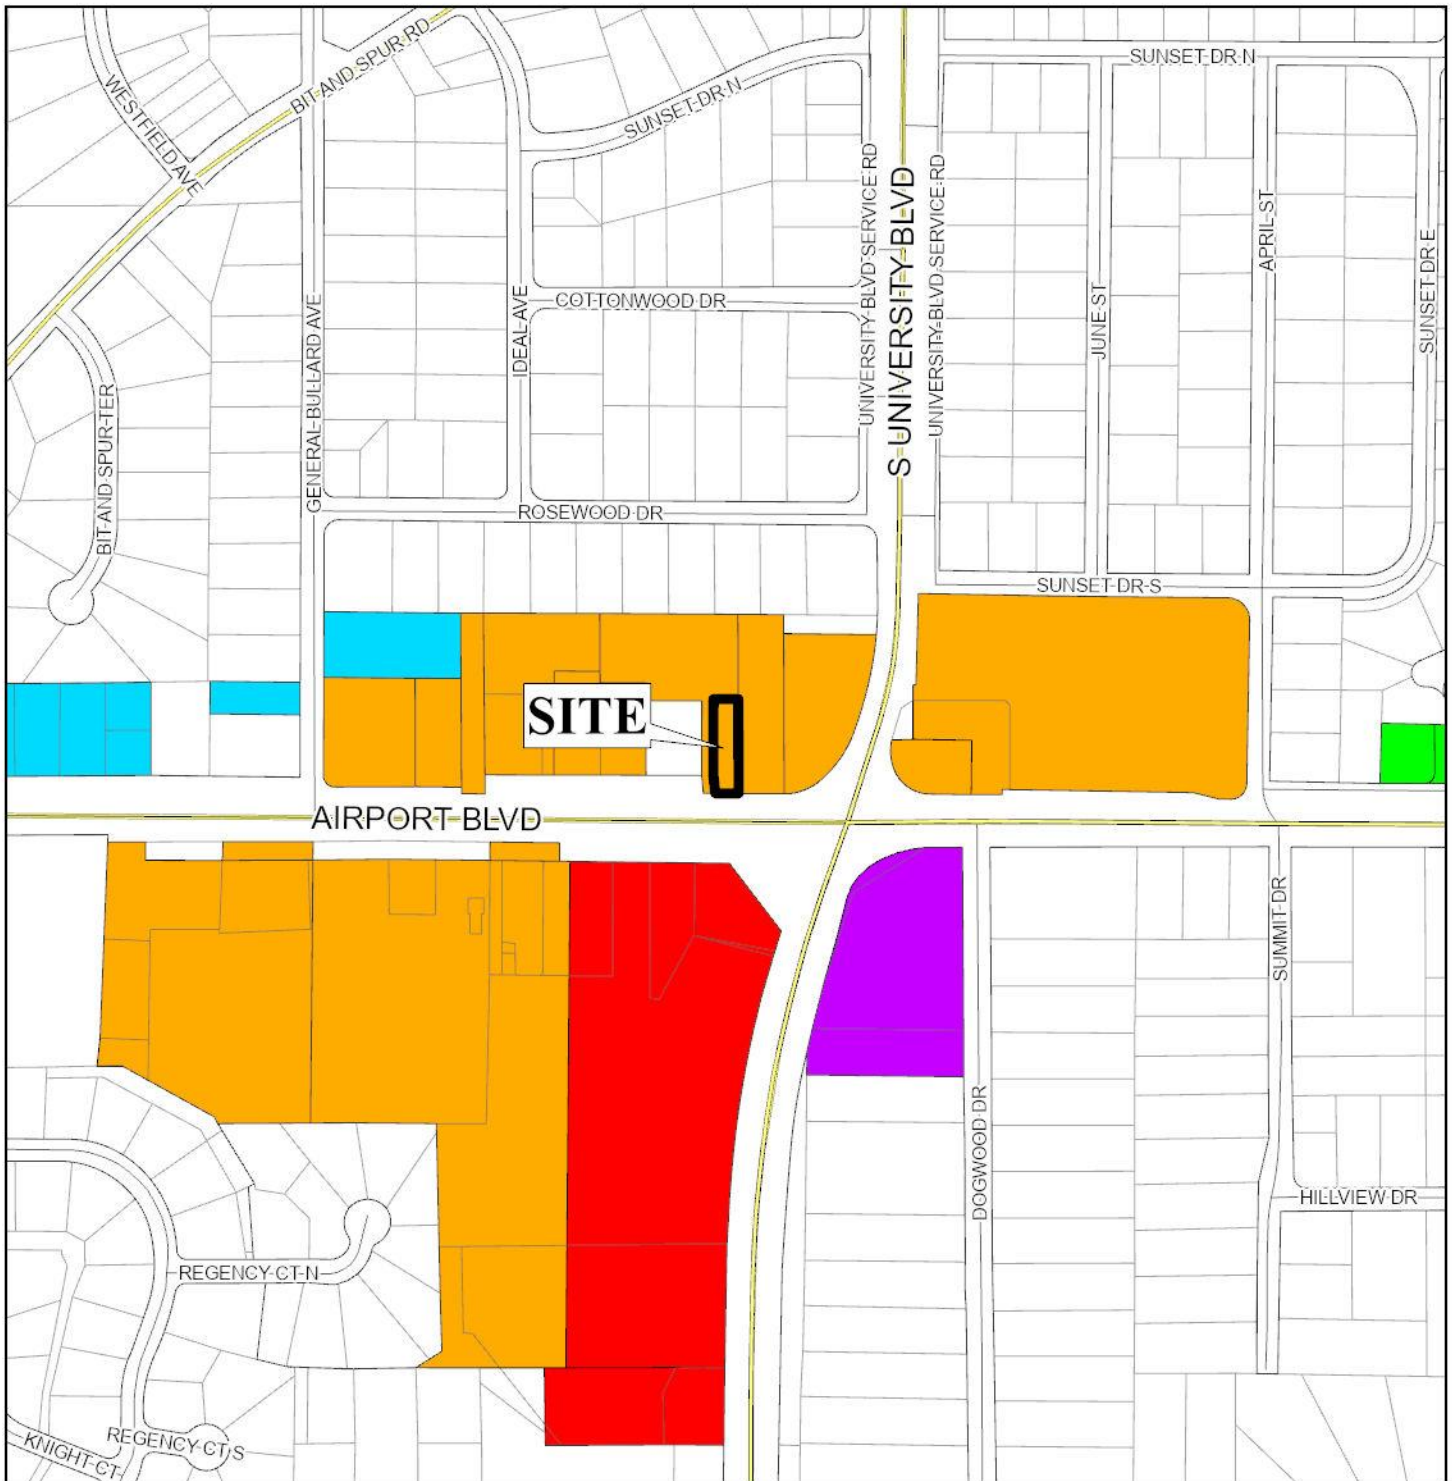 SUNSET DR N
BIT AND SPUR RD
WESTFIELD AVE
SUNSET DR N
UNIVERSITY BLVD SERVICE RD
S UNIVERSITY BLVD
UNIVERSITY BLVD SERVICE RD
APRIL ST
SUNSET DR E
JUNE ST
IDEAL AVE
COTTONWOOD DR
GENERAL BULLARD AVE
BIT AND SPUR TER
ROSEWOOD DR
SUNSET DR S
SITE
AIRPORT BLVD
SUMMIT DR
DOGWOOD DR
HILLVIEW DR
REGENCY CT N
REGENCY CT S
KNIGHT CT